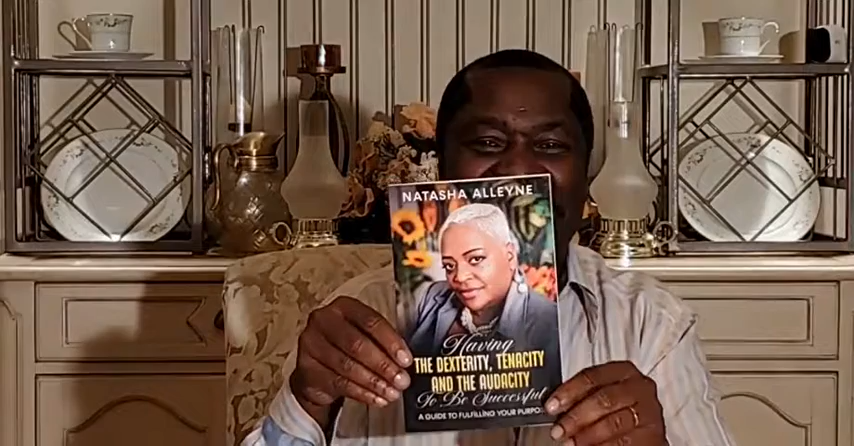 NATASHA ALLEYNE
Having
THE DEXTERITY, TENACITY
AND THE AUDACITY
To Be Successful
A GUIDE TO FULFILLING YOUR